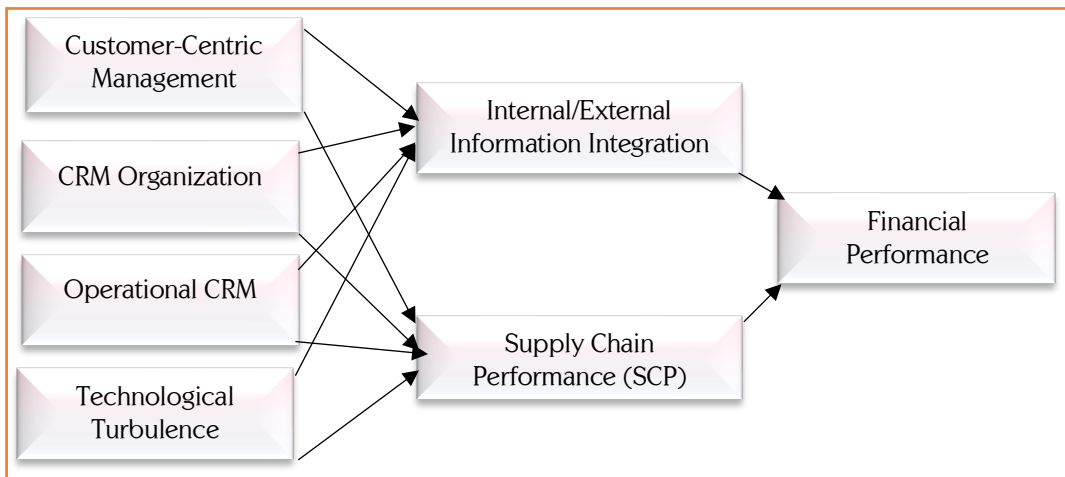 Customer-Centric
Management
CRM Organization
Operational CRM
Technological
Turbulence
Internal/External
Information Integration
Supply Chain
Performance (SCP)
Financial
Performance